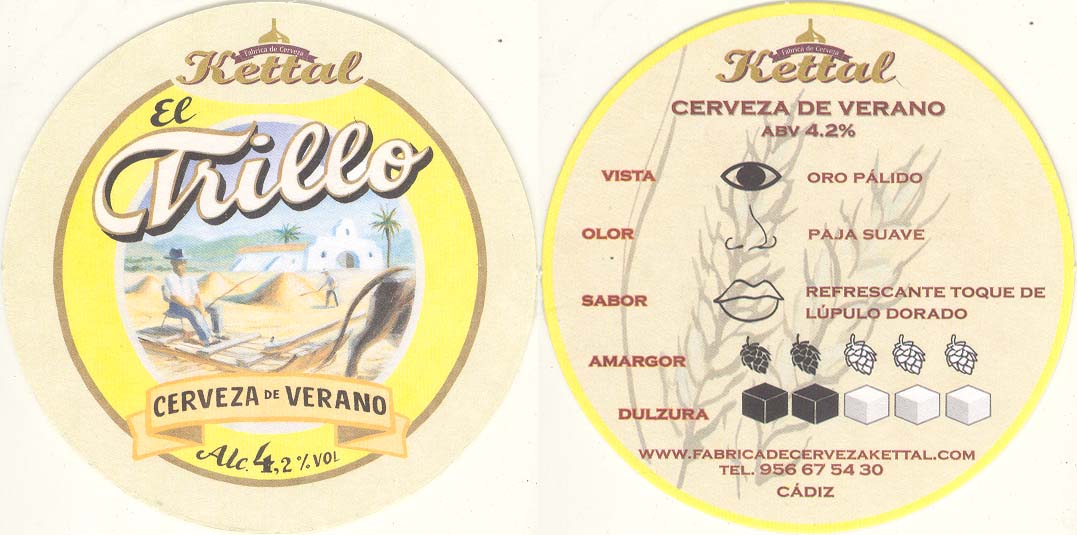 Fabrica de Cerveza
Kettal
El
Trillo
CERVEZA DE VERANO
Alc. 4,2 % VOL
Fabrica de Cerveza
Kettal
CERVEZA DE VERANO
ABV 4.2%
VISTA ORO PÁLIDO
OLOR PAJA SUAVE
SABOR REFRESCANTE TOQUE DE
LÚPULO DORADO
AMARGOR
DULZURA
WWW.FABRICADECERVEZAKETTAL.COM
TEL. 956 67 54 30
CÁDIZ